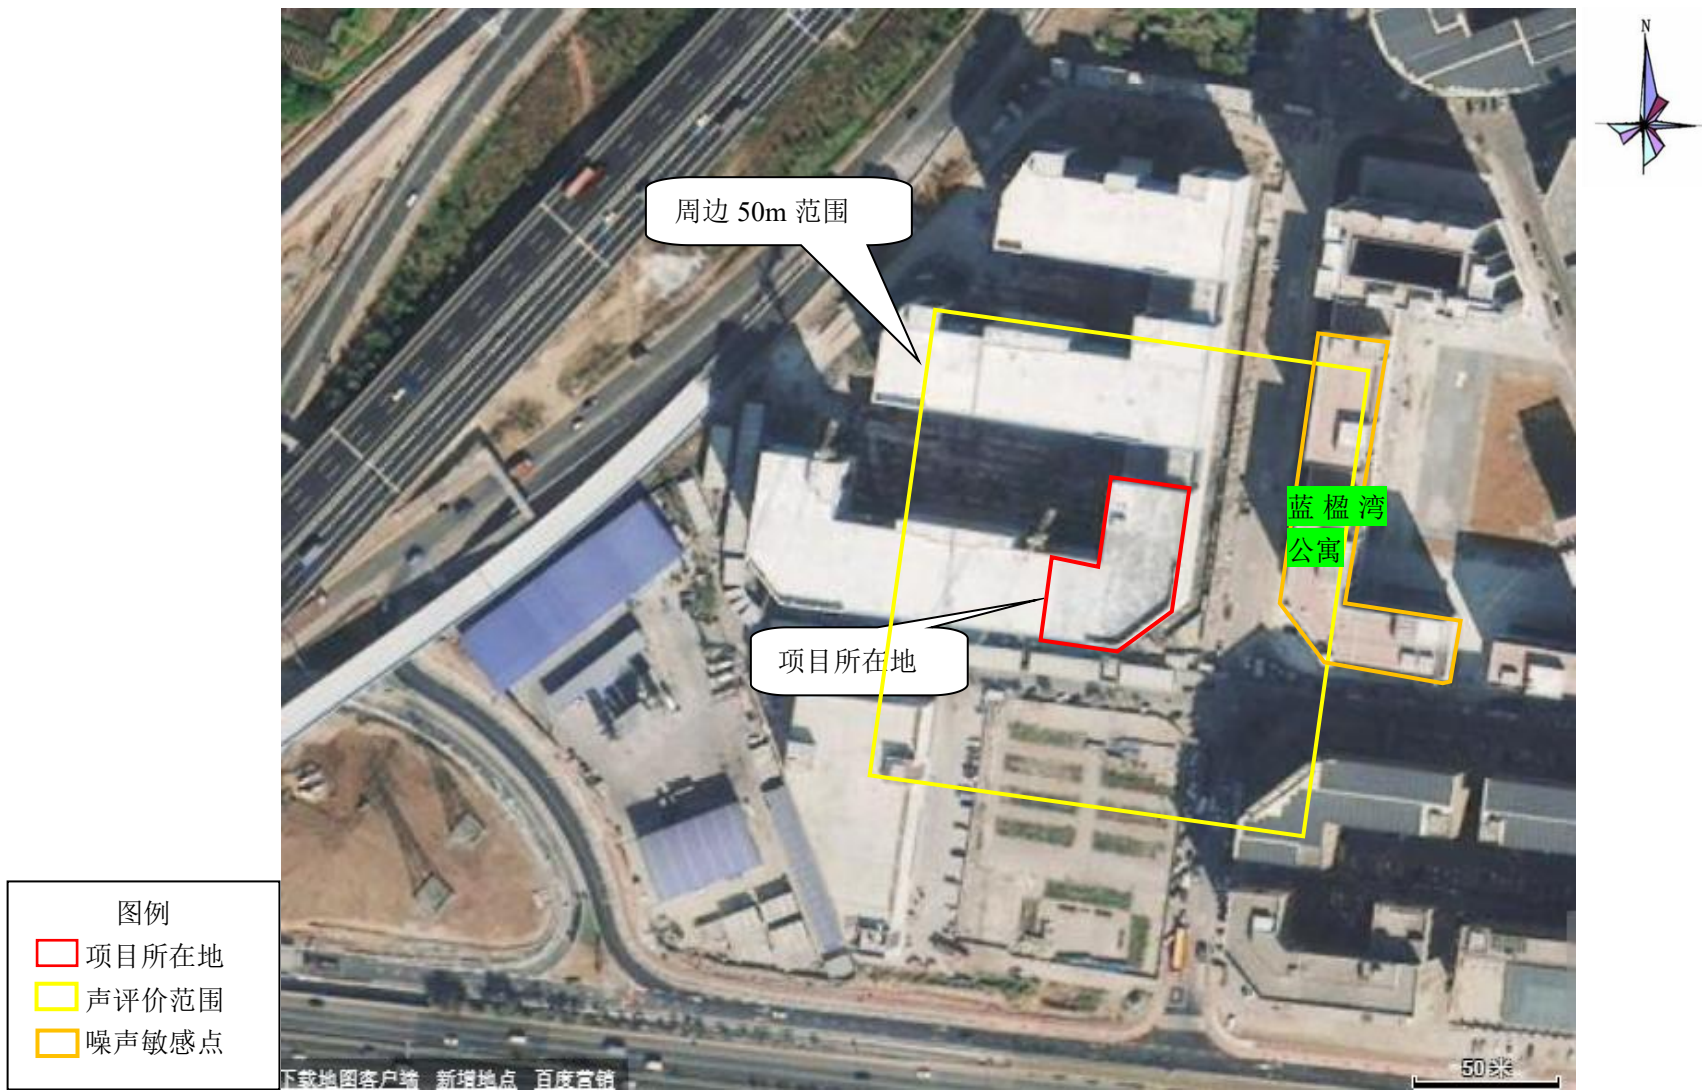 N
周边 50m 范围
蓝楹湾
公寓
项目所在地
图例
项目所在地
声评价范围
噪声敏感点
下载地图客户端 新增地点 百度营销
50 米